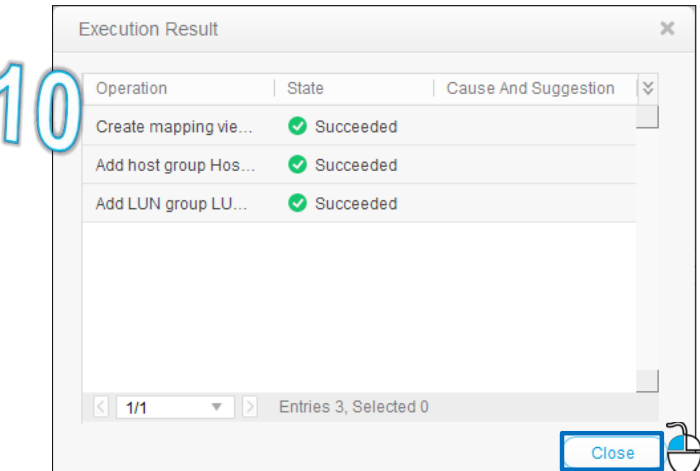 Execution Result
10
Operation State Cause And Suggestion
Create mapping vie... Succeeded
Add host group Hos... Succeeded
Add LUN group LU... Succeeded
1/1 Entries 3, Selected 0
Close